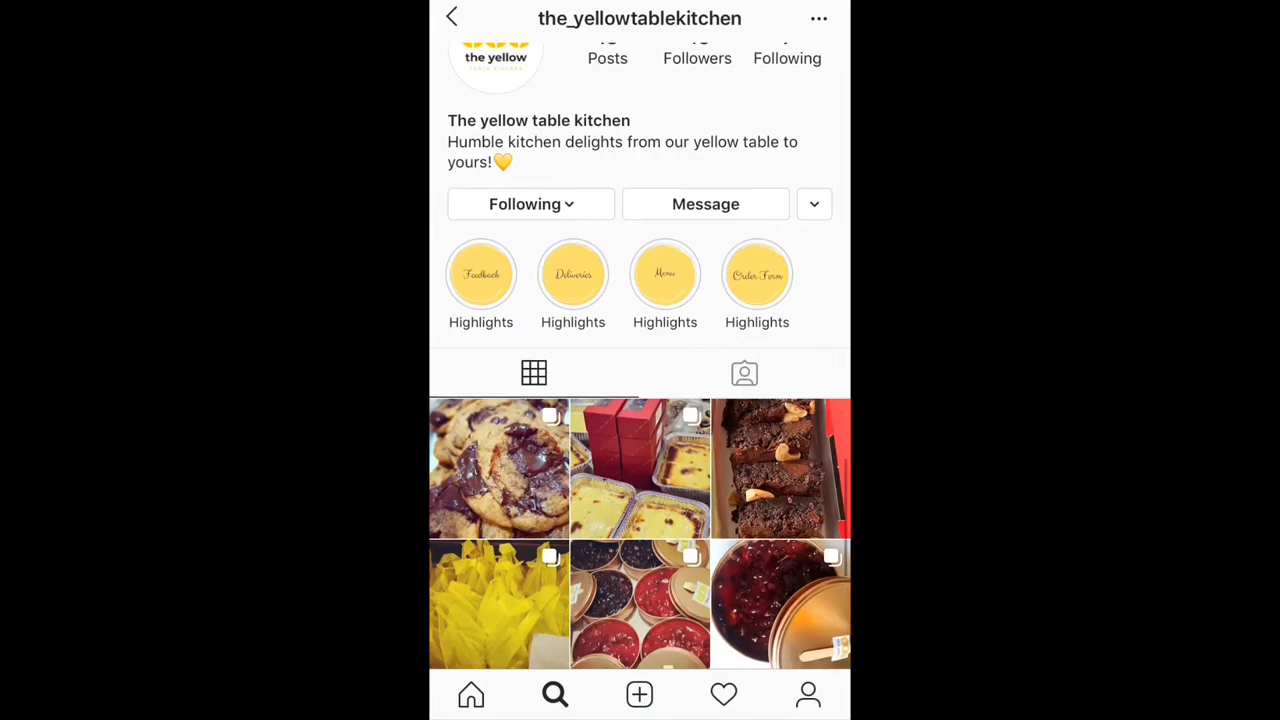 the_yellowtablekitchen
the yellow
Posts Followers Following
The yellow table kitchen
Humble kitchen delights from our yellow table to
yours!💛
Following Message
Feedback Deliveries Menu Order Form
Highlights Highlights Highlights Highlights